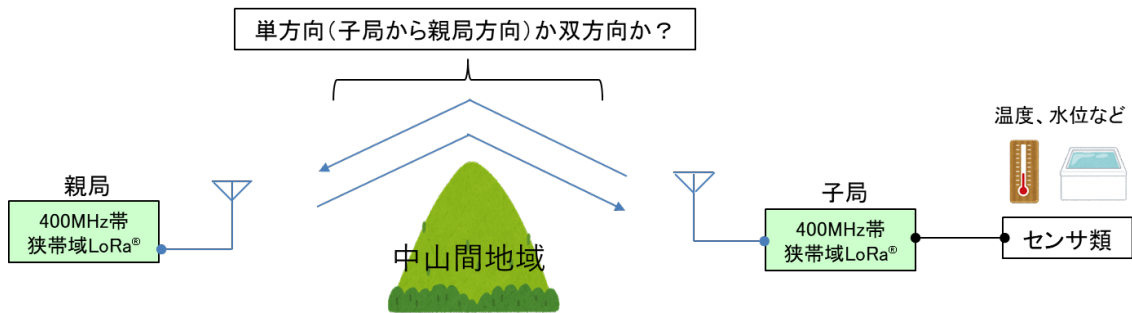 単方向(子局から親局方向)か双方向か？
温度、水位など
親局
400MHz帯
狭帯域LoRa®
中山間地域
子局
400MHz帯
狭帯域LoRa®
センサ類